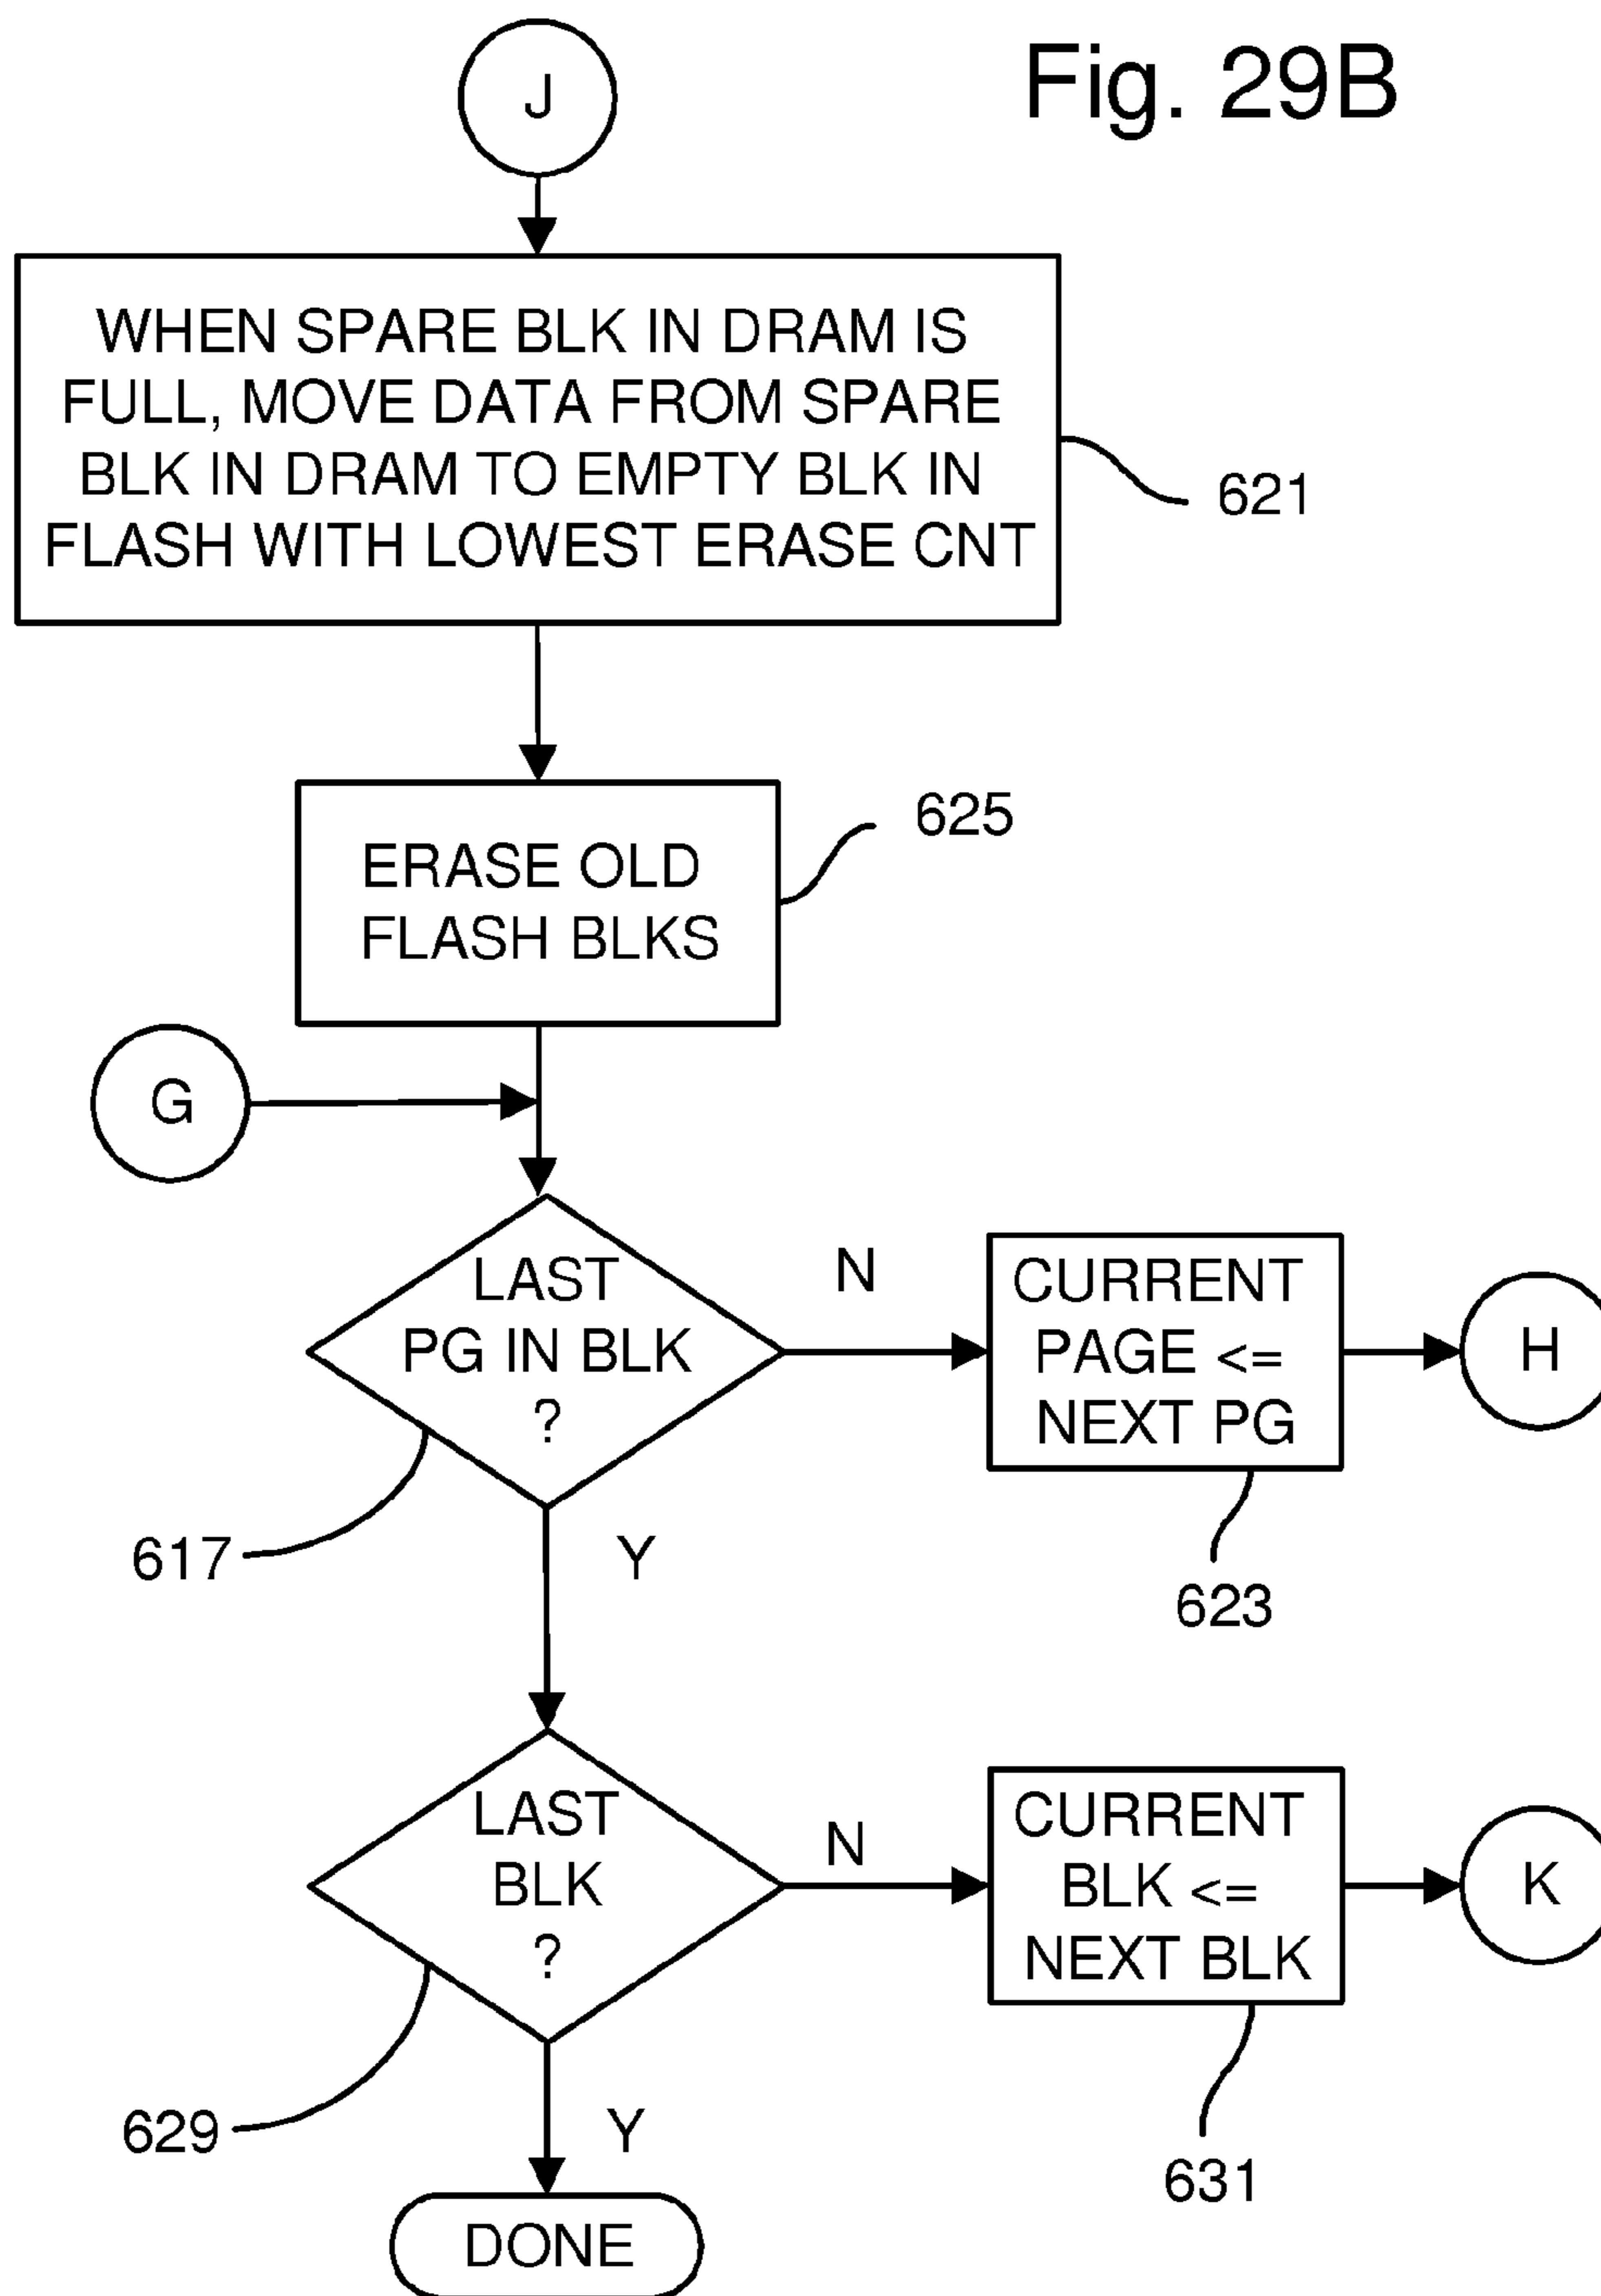 Fig. 29B
J
WHEN SPARE BLK IN DRAM IS
FULL, MOVE DATA FROM SPARE
BLK IN DRAM TO EMPTY BLK IN
FLASH WITH LOWEST ERASE CNT
621
ERASE OLD
FLASH BLKS
625
G
LAST
PG IN BLK
?
617
N
CURRENT
PAGE <=
NEXT PG
623
H
Y
LAST
BLK
?
629
N
CURRENT
BLK <=
NEXT BLK
631
K
Y
DONE